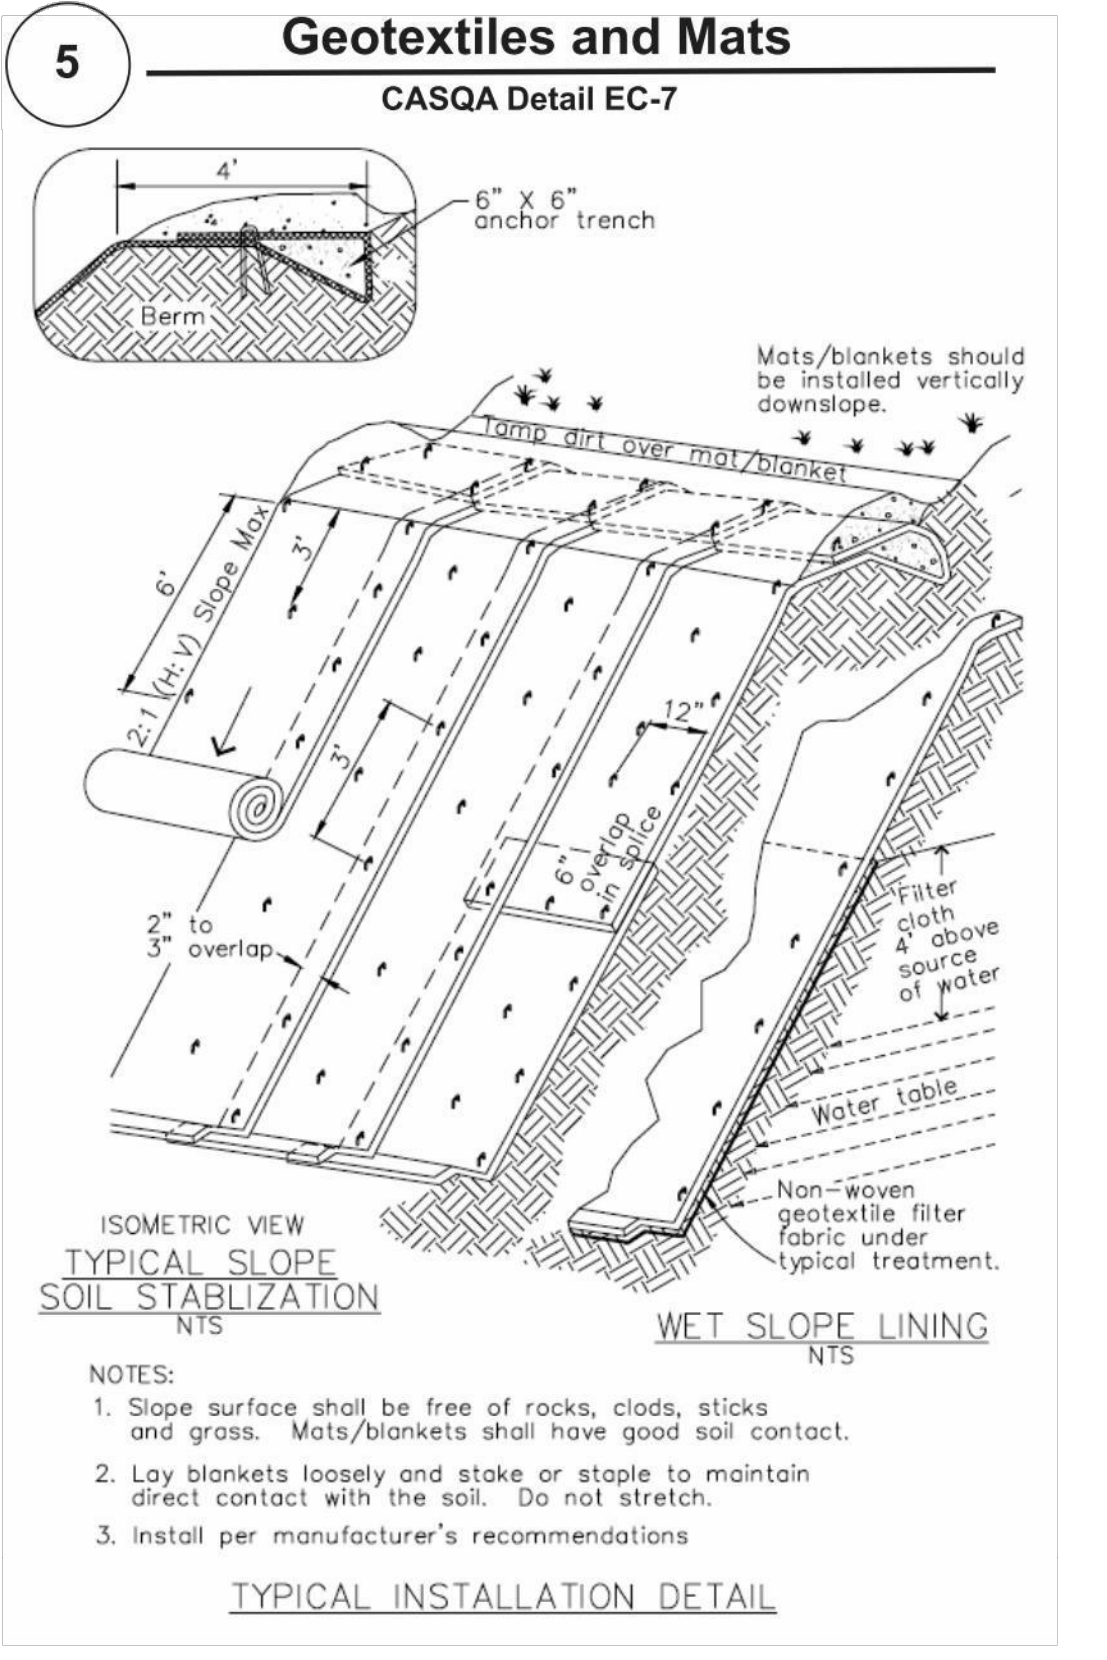 5
Geotextiles and Mats
CASQA Detail EC-7
4'
6" X 6"
anchor trench
Berm
Mats/blankets should
be installed vertically
downslope.
Tamp dirt over mat/blanket
6'
2:1 (H:V) Slope Max
3'
3'
12"
6"
overlap
in splice
2" to
3" overlap
Filter
cloth
4' above
source
of water
Water table
Non-woven
geotextile filter
fabric under
typical treatment.
ISOMETRIC VIEW
TYPICAL SLOPE
SOIL STABLIZATION
NTS
WET SLOPE LINING
NTS
NOTES:
1. Slope surface shall be free of rocks, clods, sticks
and grass. Mats/blankets shall have good soil contact.
2. Lay blankets loosely and stake or staple to maintain
direct contact with the soil. Do not stretch.
3. Install per manufacturer's recommendations
TYPICAL INSTALLATION DETAIL